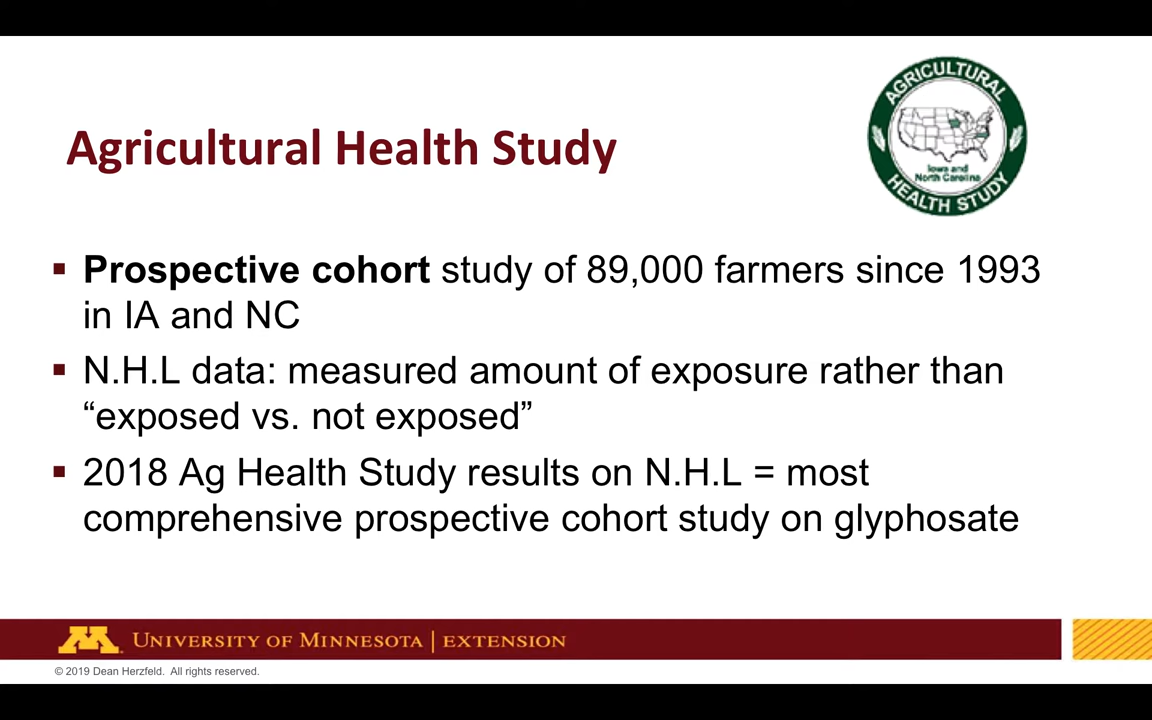 AGRICULTURAL
Iowa and
North Carolina
HEALTH STUDY
Agricultural Health Study
▪ Prospective cohort study of 89,000 farmers since 1993
in IA and NC
▪ N.H.L data: measured amount of exposure rather than
“exposed vs. not exposed”
▪ 2018 Ag Health Study results on N.H.L = most
comprehensive prospective cohort study on glyphosate
M
UNIVERSITY OF MINNESOTA | EXTENSION
© 2019 Dean Herzfeld. All rights reserved.